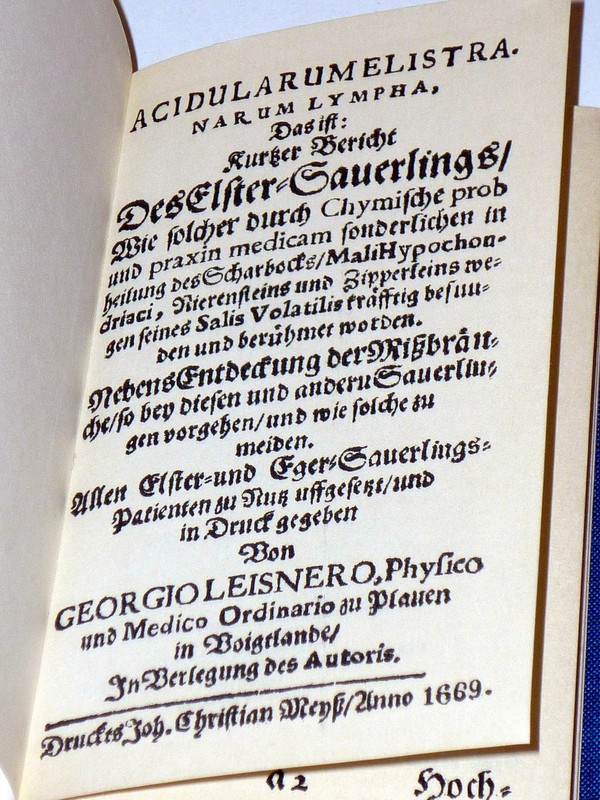 ACIDULARUMELISTRA.
NARUM LYMPHA,
Das ist:
Kurtzer Bericht
Des Elster-Sauerlings/
Wie solcher durch Chymische prob
und praxin medicam sonderlichen in
heilung des Scharbocks/MaliHypochon-
driaci, Nierensteins und Zipperleins we-
gen seines Salis Volatilis kräfftig befuu-
den und berühmet worden.
Nebens Entdeckung der Mißbräu-
che/so bey diesen und anderu Sauerlin-
gen vorgehen/und wie solche zu
meiden.
Allen Elster-und Eger-Sauerlings-
Patienten zu Nutz uffgesetzt/und
in Druck gegeben
Von
GEORGIO LEISNERO, Physico
und Medico Ordinario zu Plauen
in Voigtlande/
In Verlegung des Autoris.
Druckts Joh. Christian Meyß/Anno 1669.
a 2 Hoch-